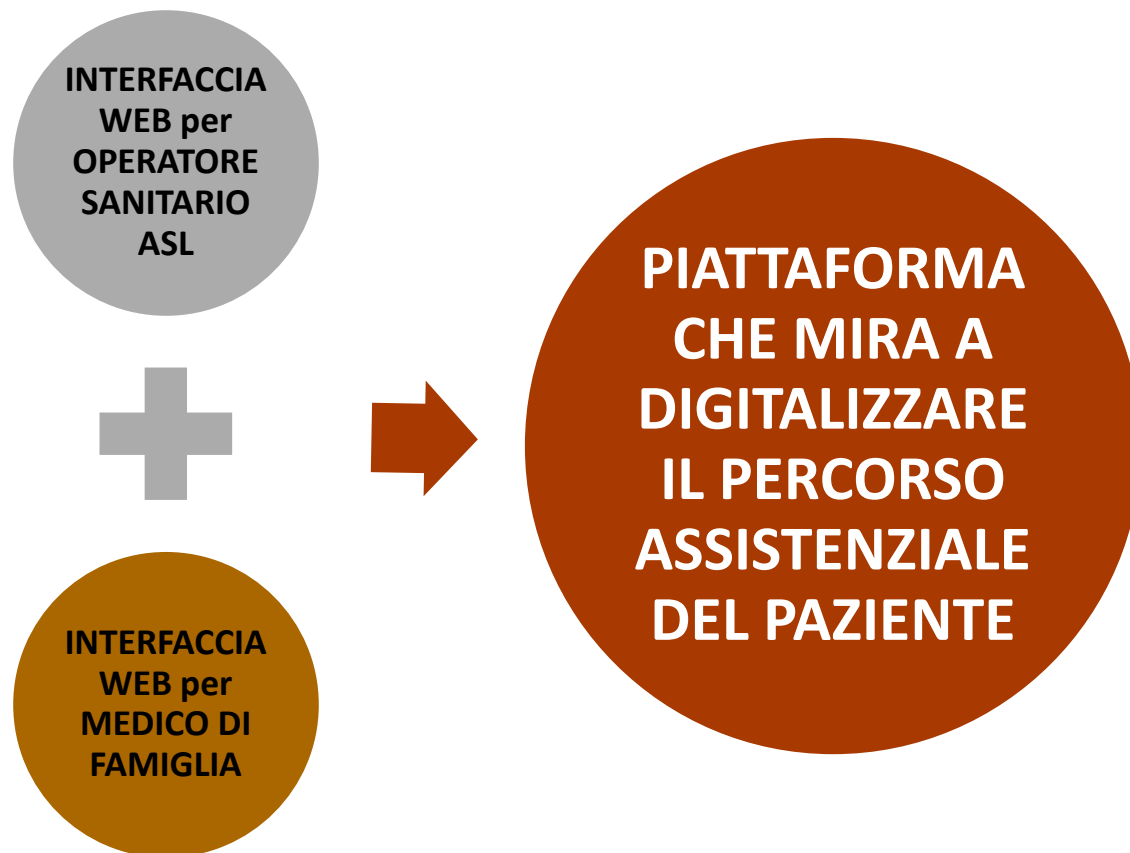 INTERFACCIA
WEB per
OPERATORE
SANITARIO
ASL
INTERFACCIA
WEB per
MEDICO DI
FAMIGLIA
PIATTAFORMA
CHE MIRA A
DIGITALIZZARE
IL PERCORSO
ASSISTENZIALE
DEL PAZIENTE